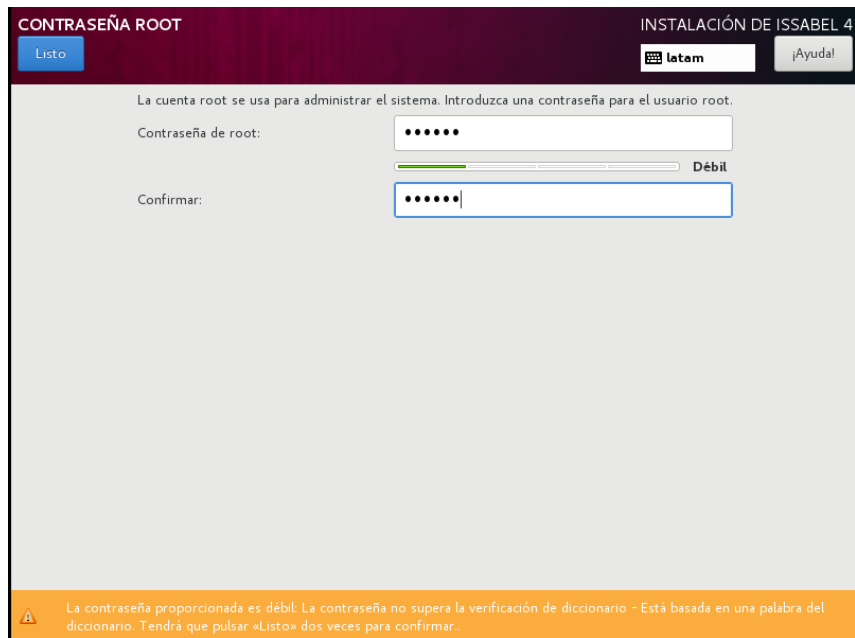 CONTRASEÑA ROOT
INSTALACIÓN DE ISSABEL 4
Listo
latam
¡Ayuda!
La cuenta root se usa para administrar el sistema. Introduzca una contraseña para el usuario root.
Contraseña de root:
••••••
Débil
Confirmar:
••••••
La contraseña proporcionada es débil: La contraseña no supera la verificación de diccionario - Está basada en una palabra del
diccionario. Tendrá que pulsar «Listo» dos veces para confirmar..